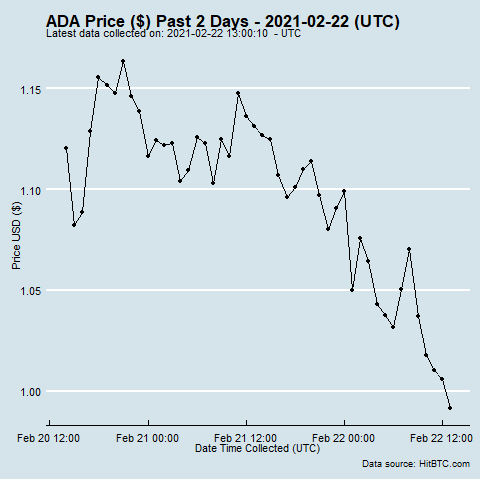 ADA Price ($) Past 2 Days - 2021-02-22 (UTC)
Latest data collected on: 2021-02-22 13:00:10 - UTC
1.15
1.10
1.05
1.00
Price USD ($)
Feb 20 12:00 Feb 21 00:00 Feb 21 12:00 Feb 22 00:00 Feb 22 12:00
Date Time Collected (UTC)
Data source: HitBTC.com